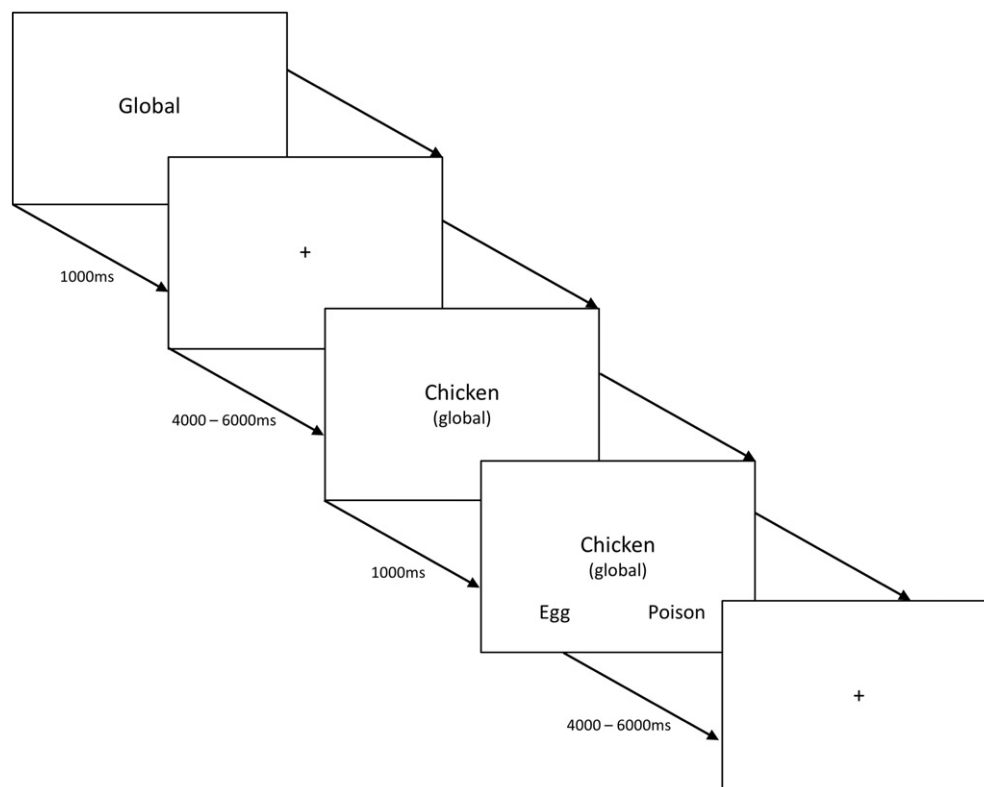 Global
+
1000ms
Chicken
(global)
4000 – 6000ms
Chicken
(global)
1000ms
Egg Poison
+
4000 – 6000ms